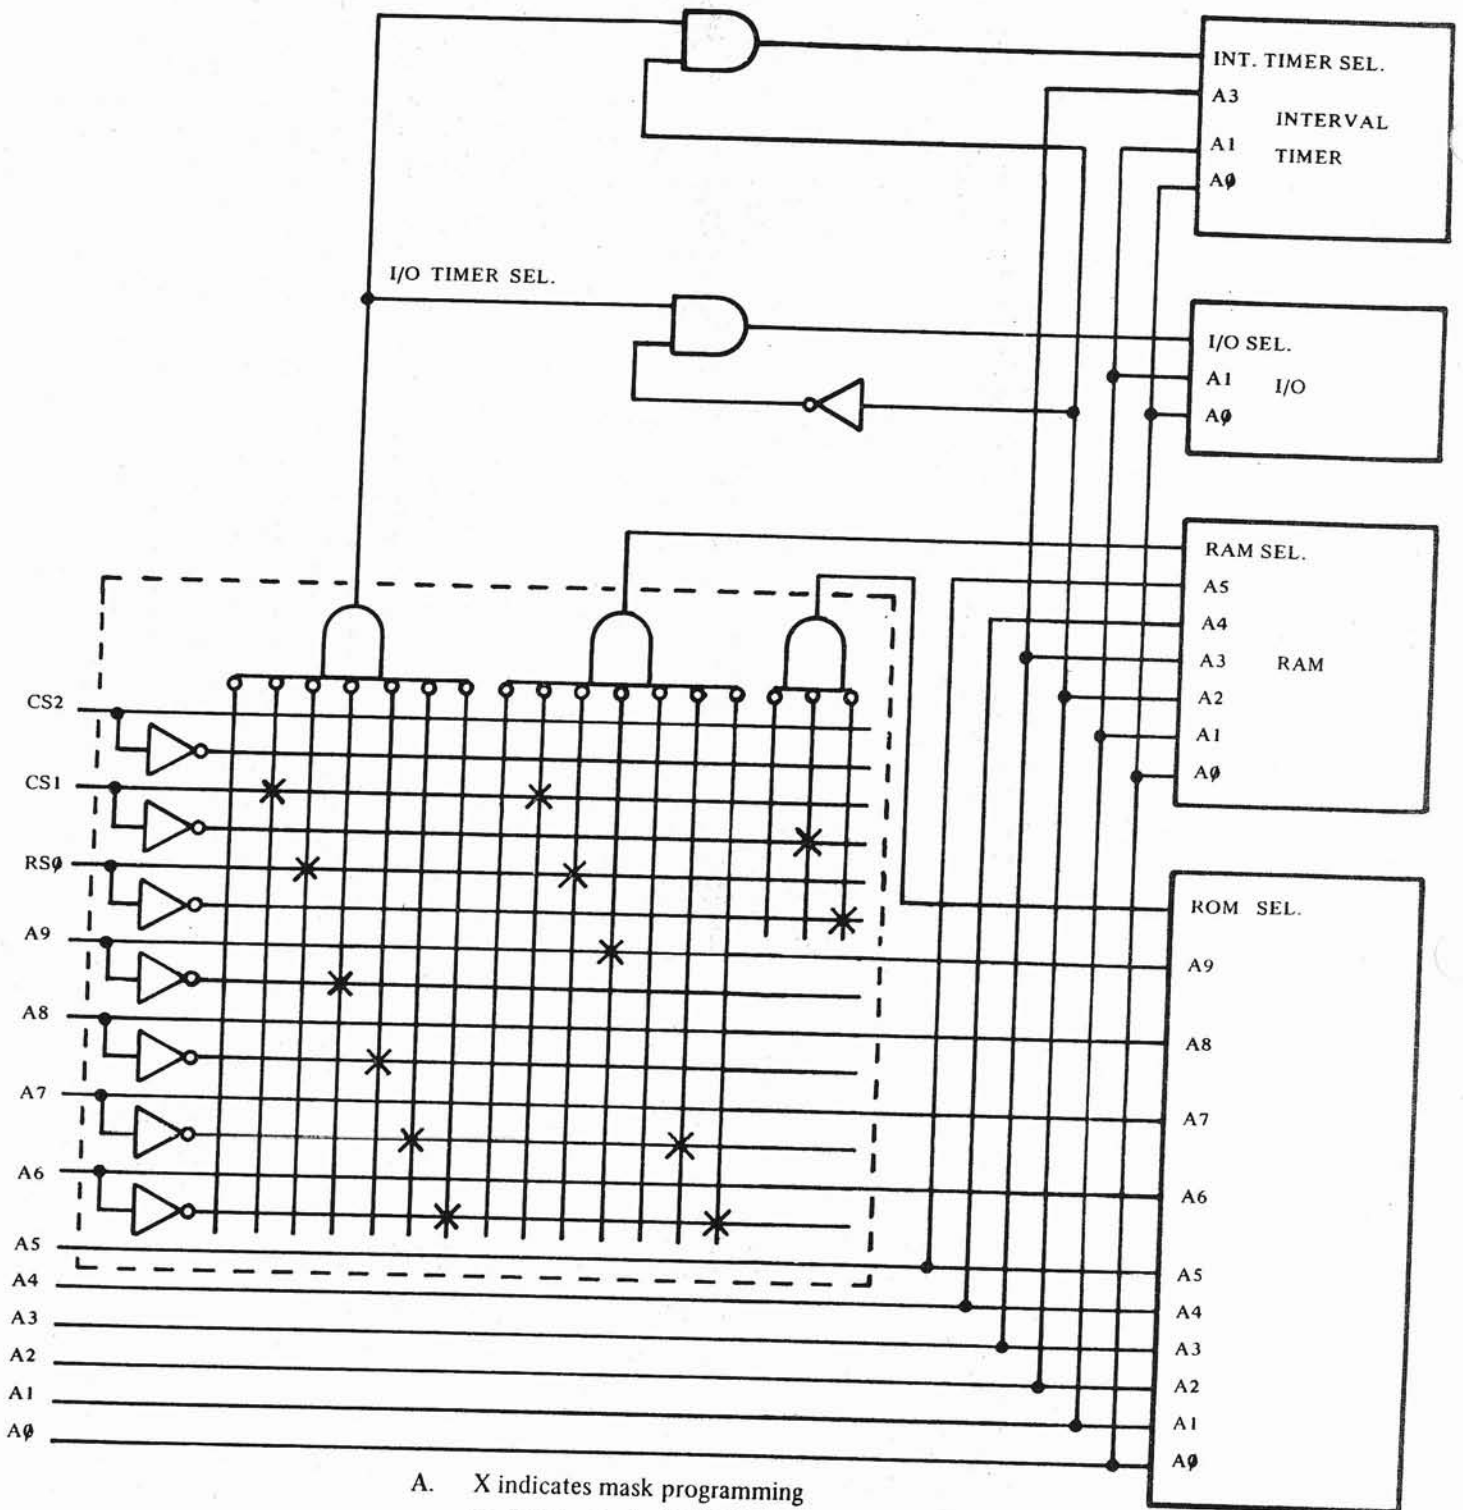 INT. TIMER SEL.
A3
INTERVAL
A1
TIMER
Aφ
I/O TIMER SEL.
I/O SEL.
A1
I/O
Aφ
RAM SEL.
A5
A4
A3
RAM
A2
A1
Aφ
CS2
CS1
RSφ
A9
A8
A7
A6
A5
A4
A3
A2
A1
Aφ
ROM SEL.
A9
A8
A7
A6
A5
A4
A3
A2
A1
Aφ
A. X indicates mask programming